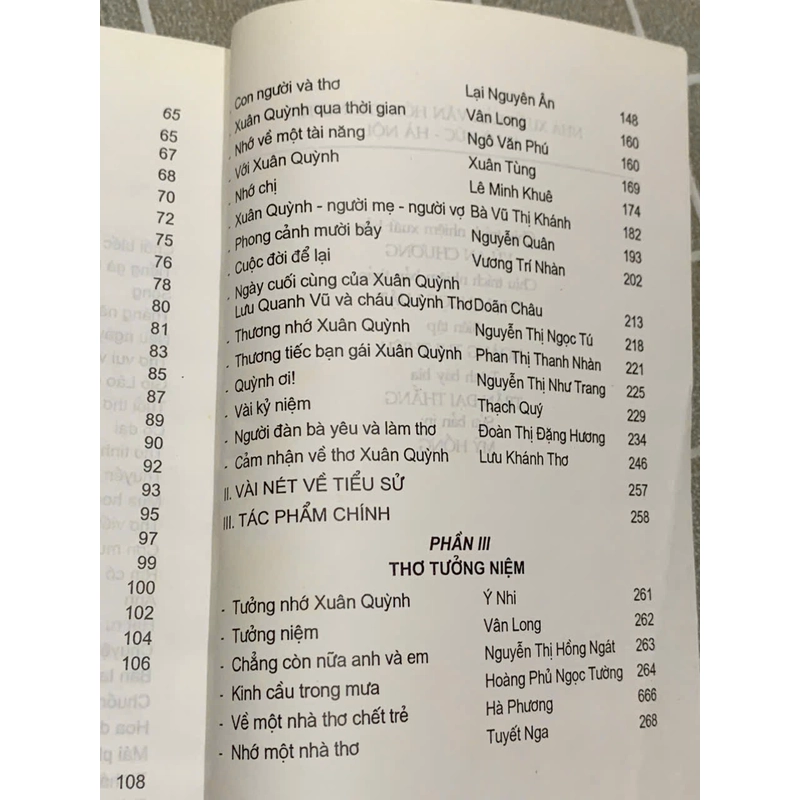 65
65
67
68
70
72
75
76
78
80
81
83
85
87
89
90
92
93
95
97
99
100
102
104
106
108
- Con người và thơ Lại Nguyên Ân 148
- Xuân Quỳnh qua thời gian Vân Long 160
- Nhớ về một tài năng Ngô Văn Phú 160
- Với Xuân Quỳnh Xuân Tùng 169
- Nhớ chị Lê Minh Khuê 174
- Xuân Quỳnh - người mẹ - người vợ Bà Vũ Thị Khánh 182
- Phong cảnh mười bảy Nguyễn Quân 193
- Cuộc đời để lại Vương Trí Nhàn 202
- Ngày cuối cùng của Xuân Quỳnh
Lưu Quanh Vũ và cháu Quỳnh Thơ Doãn Châu 213
- Thương nhớ Xuân Quỳnh Nguyễn Thị Ngọc Tú 218
- Thương tiếc bạn gái Xuân Quỳnh Phan Thị Thanh Nhàn 221
- Quỳnh ơi! Nguyễn Thị Như Trang 225
- Vài kỷ niệm Thạch Quý 229
- Người đàn bà yêu và làm thơ Đoàn Thị Đặng Hương 234
- Cảm nhận về thơ Xuân Quỳnh Lưu Khánh Thơ 246
II. VÀI NÉT VỀ TIỂU SỬ 257
III. TÁC PHẨM CHÍNH 258
PHẦN III
THƠ TƯỞNG NIỆM
- Tưởng nhớ Xuân Quỳnh Ý Nhi 261
- Tưởng niệm Vân Long 262
- Chẳng còn nữa anh và em Nguyễn Thị Hồng Ngát 263
- Kinh cầu trong mưa Hoàng Phủ Ngọc Tường 264
- Về một nhà thơ chết trẻ Hà Phương 666
- Nhớ một nhà thơ Tuyết Nga 268